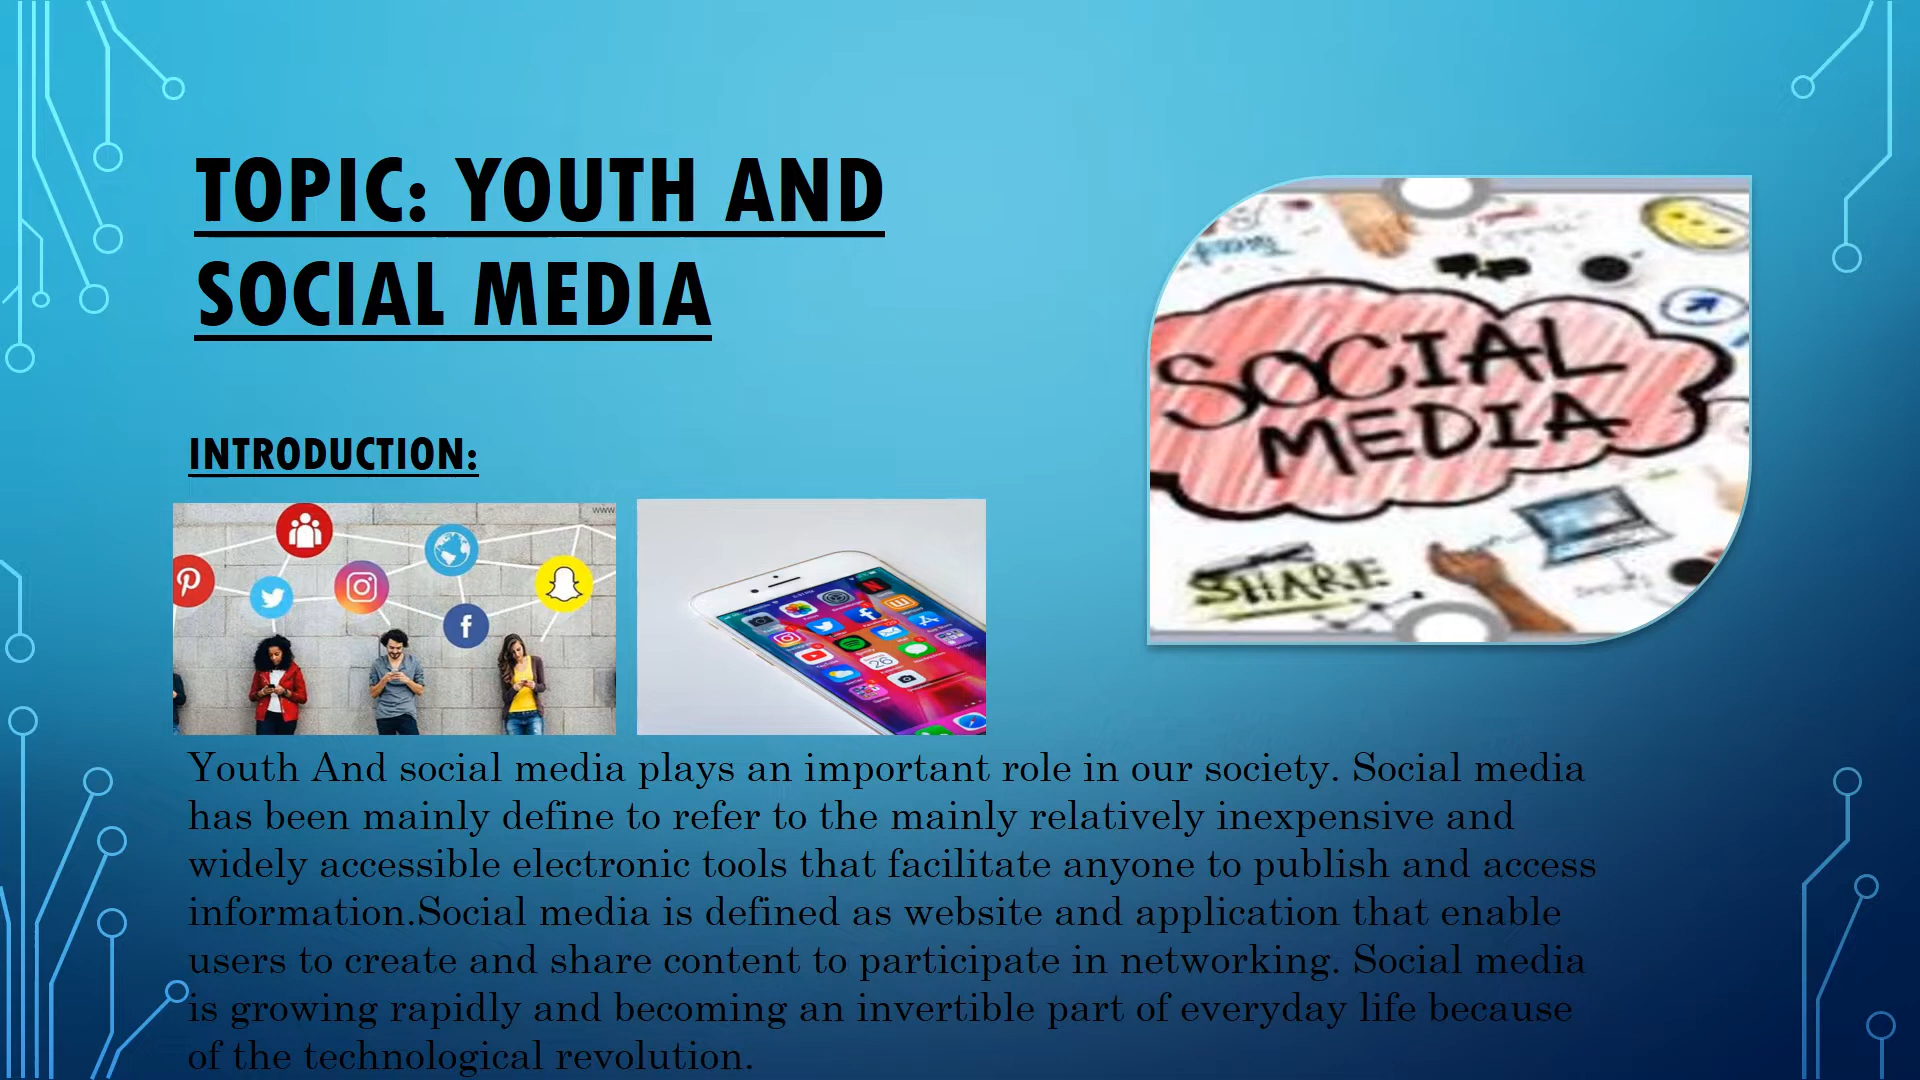 TOPIC: YOUTH AND
SOCIAL MEDIA
INTRODUCTION:
www
SOCIAL
MEDIA
SHARE
26
Youth And social media plays an important role in our society. Social media
has been mainly define to refer to the mainly relatively inexpensive and
widely accessible electronic tools that facilitate anyone to publish and access
information.Social media is defined as website and application that enable
users to create and share content to participate in networking. Social media
is growing rapidly and becoming an invertible part of everyday life because
of the technological revolution.